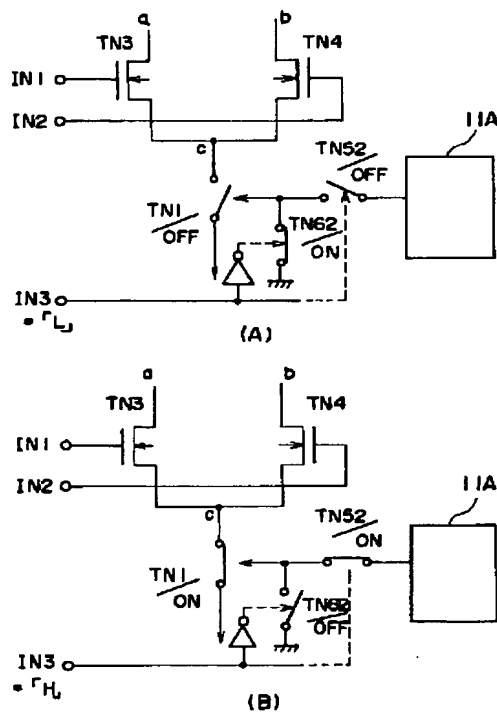 a b
TN3 TN4
IN1
IN2
c
TN52
OFF
11A
TN1
OFF
TN62
ON
IN3
=「L」
(A)
a b
TN3 TN4
IN1
IN2
c
TN52
ON
11A
TN1
ON
TN62
OFF
IN3
=「H」
(B)